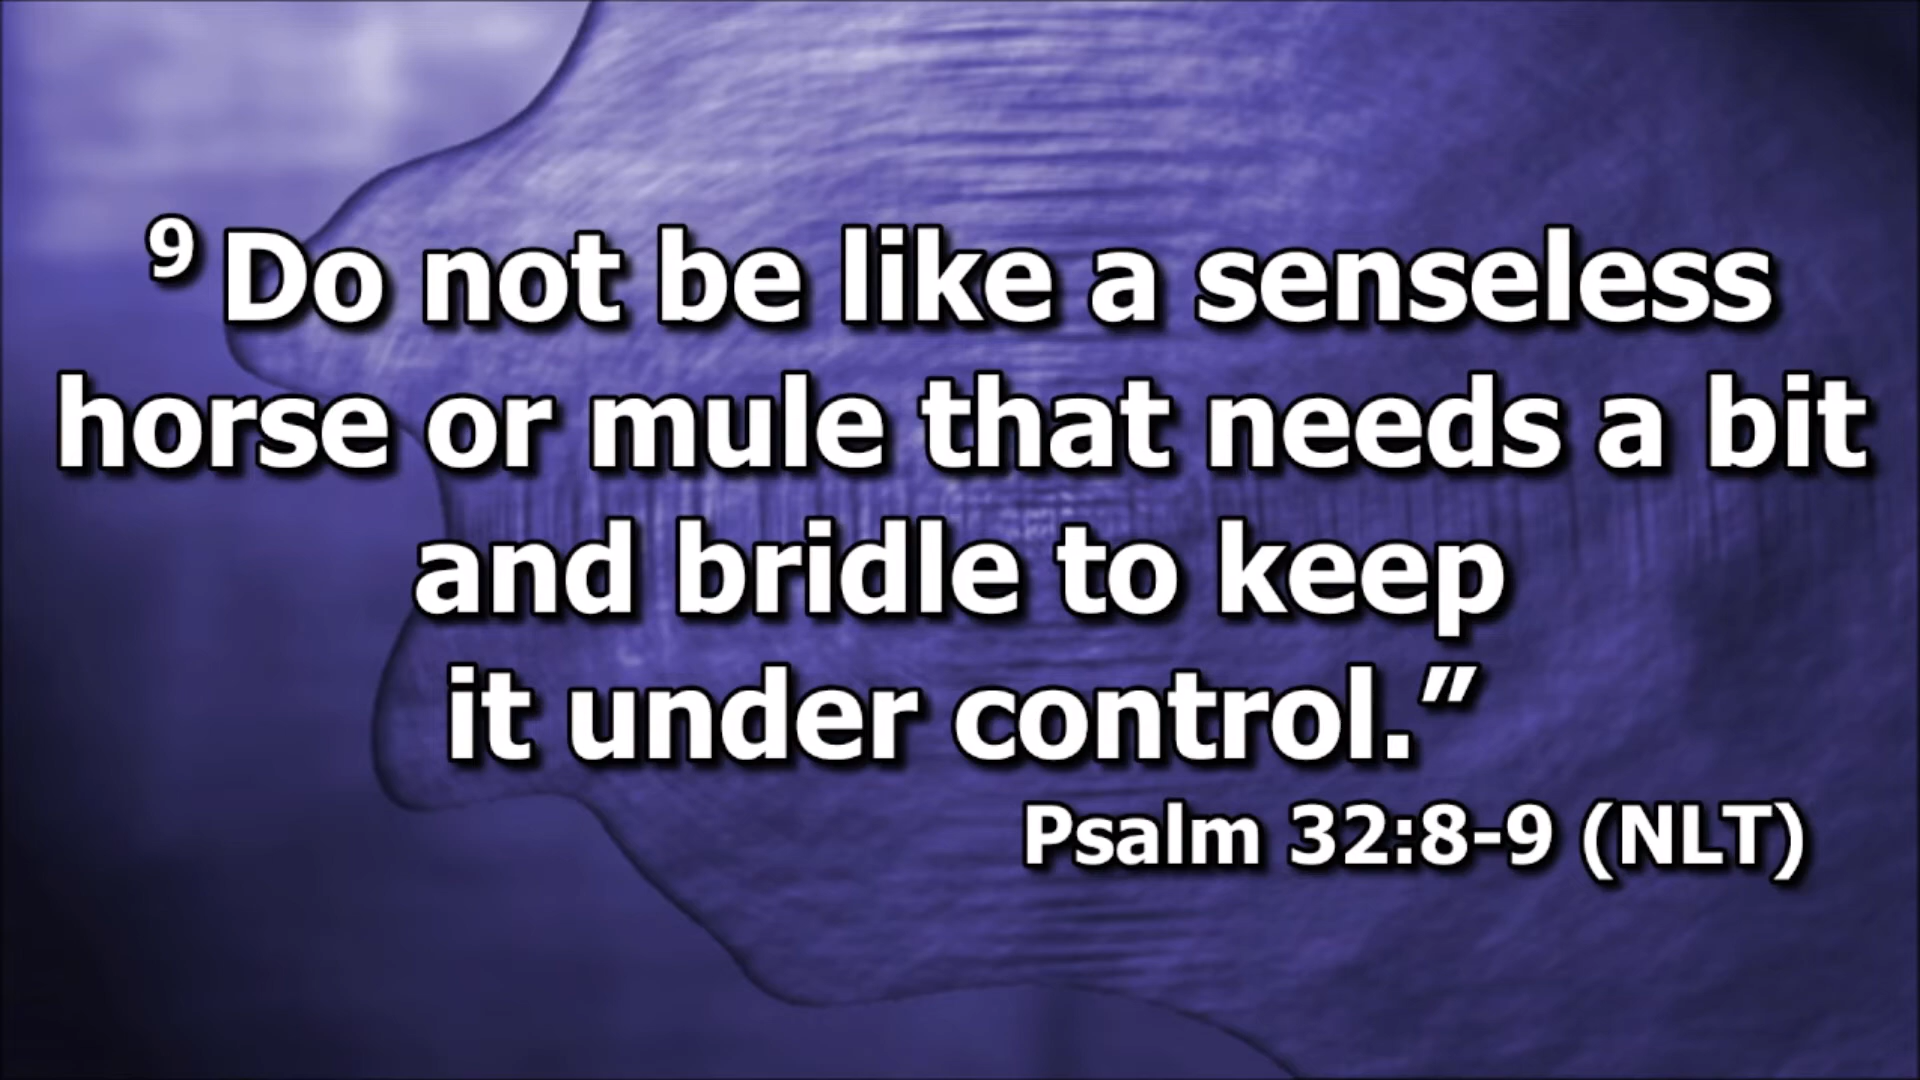 ⁹ Do not be like a senseless
horse or mule that needs a bit
and bridle to keep
it under control.”
Psalm 32:8-9 (NLT)